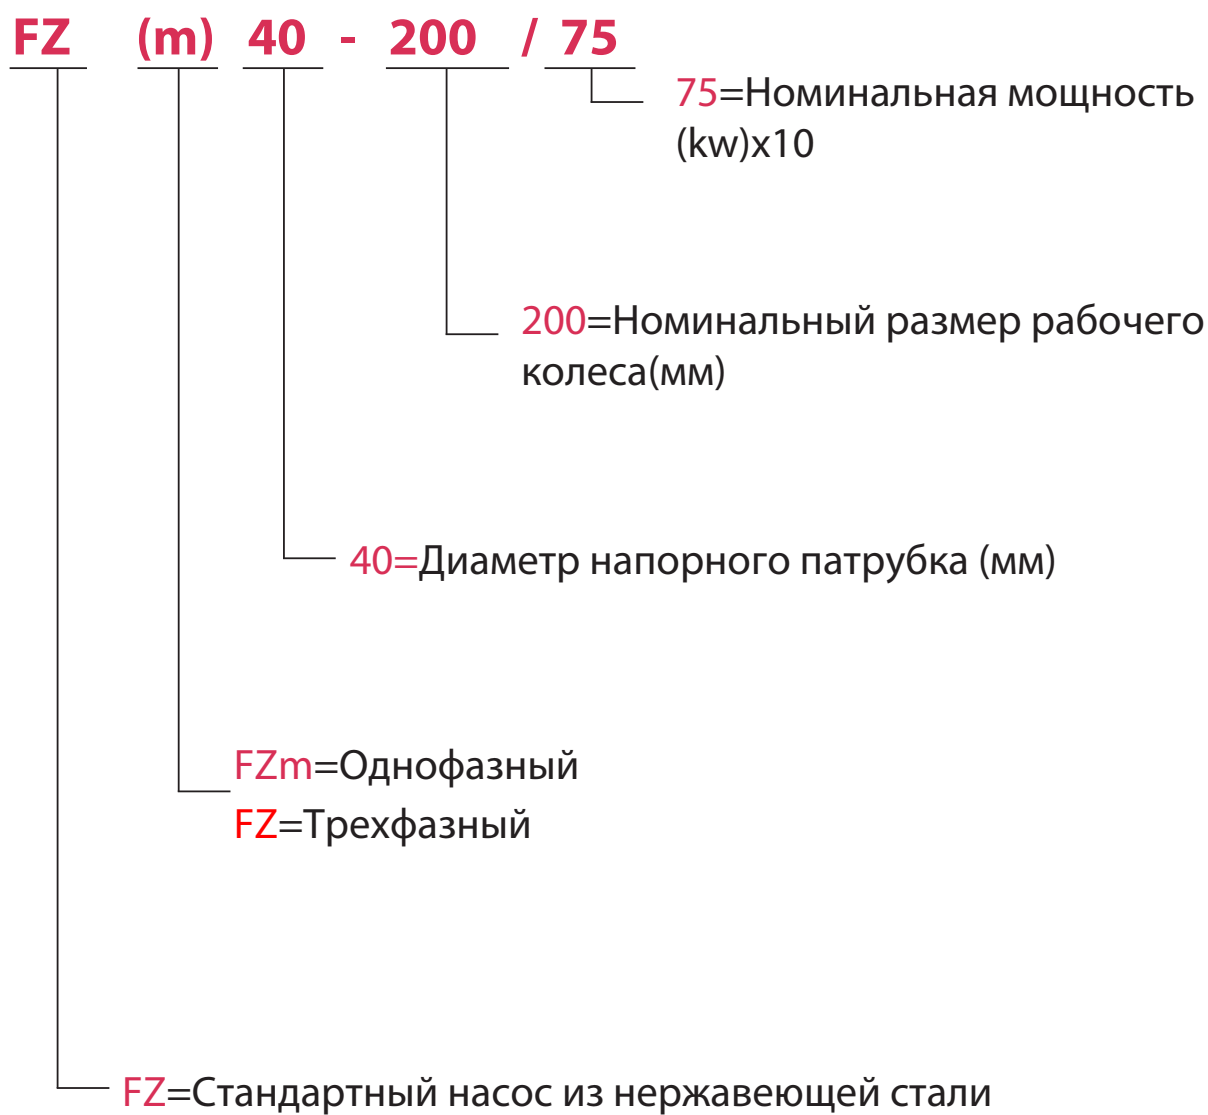 FZ (m) 40 - 200 / 75
75=Номинальная мощность
(kw)x10
200=Номинальный размер рабочего
колеса(мм)
40=Диаметр напорного патрубка (мм)
FZm=Однофазный
FZ=Трехфазный
FZ=Стандартный насос из нержавеющей стали